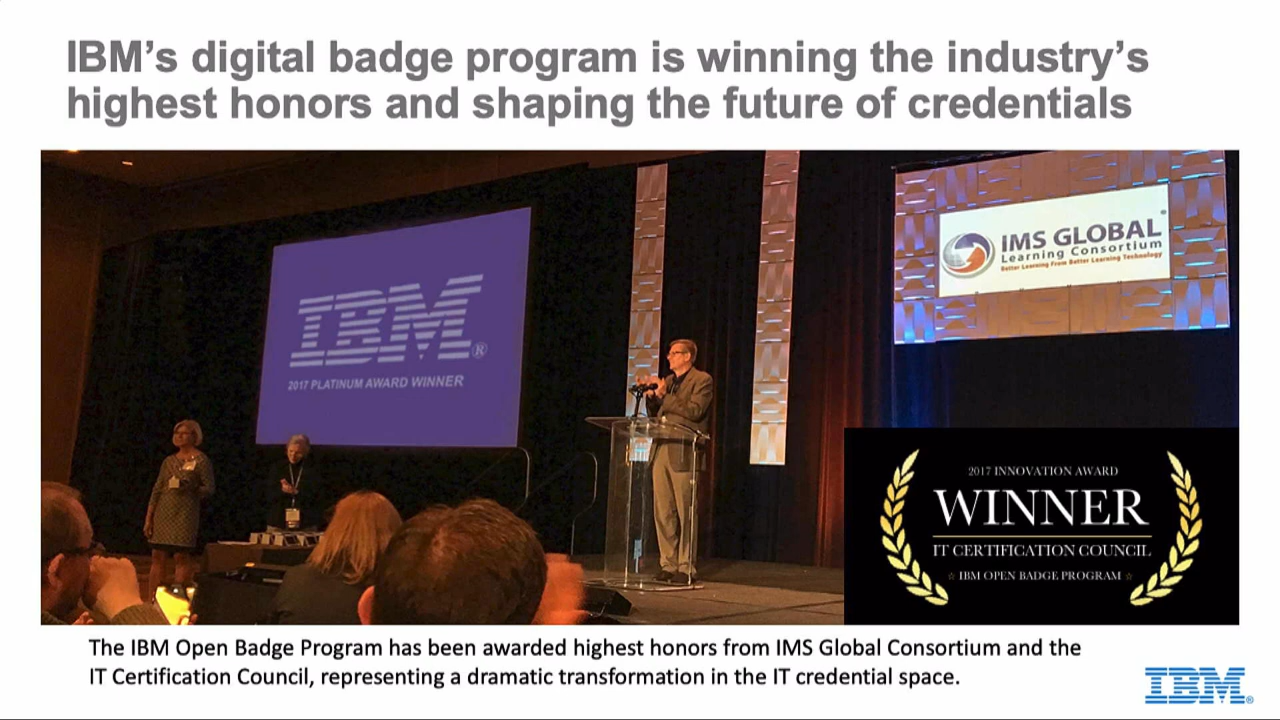 IBM’s digital badge program is winning the industry’s
highest honors and shaping the future of credentials
IBM®
2017 PLATINUM AWARD WINNER
IMS GLOBAL®
Learning Consortium
Better Learning From Better Learning Technology
2017 INNOVATION AWARD
WINNER
IT CERTIFICATION COUNCIL
☆ IBM OPEN BADGE PROGRAM ☆
The IBM Open Badge Program has been awarded highest honors from IMS Global Consortium and the
IT Certification Council, representing a dramatic transformation in the IT credential space.
IBM®